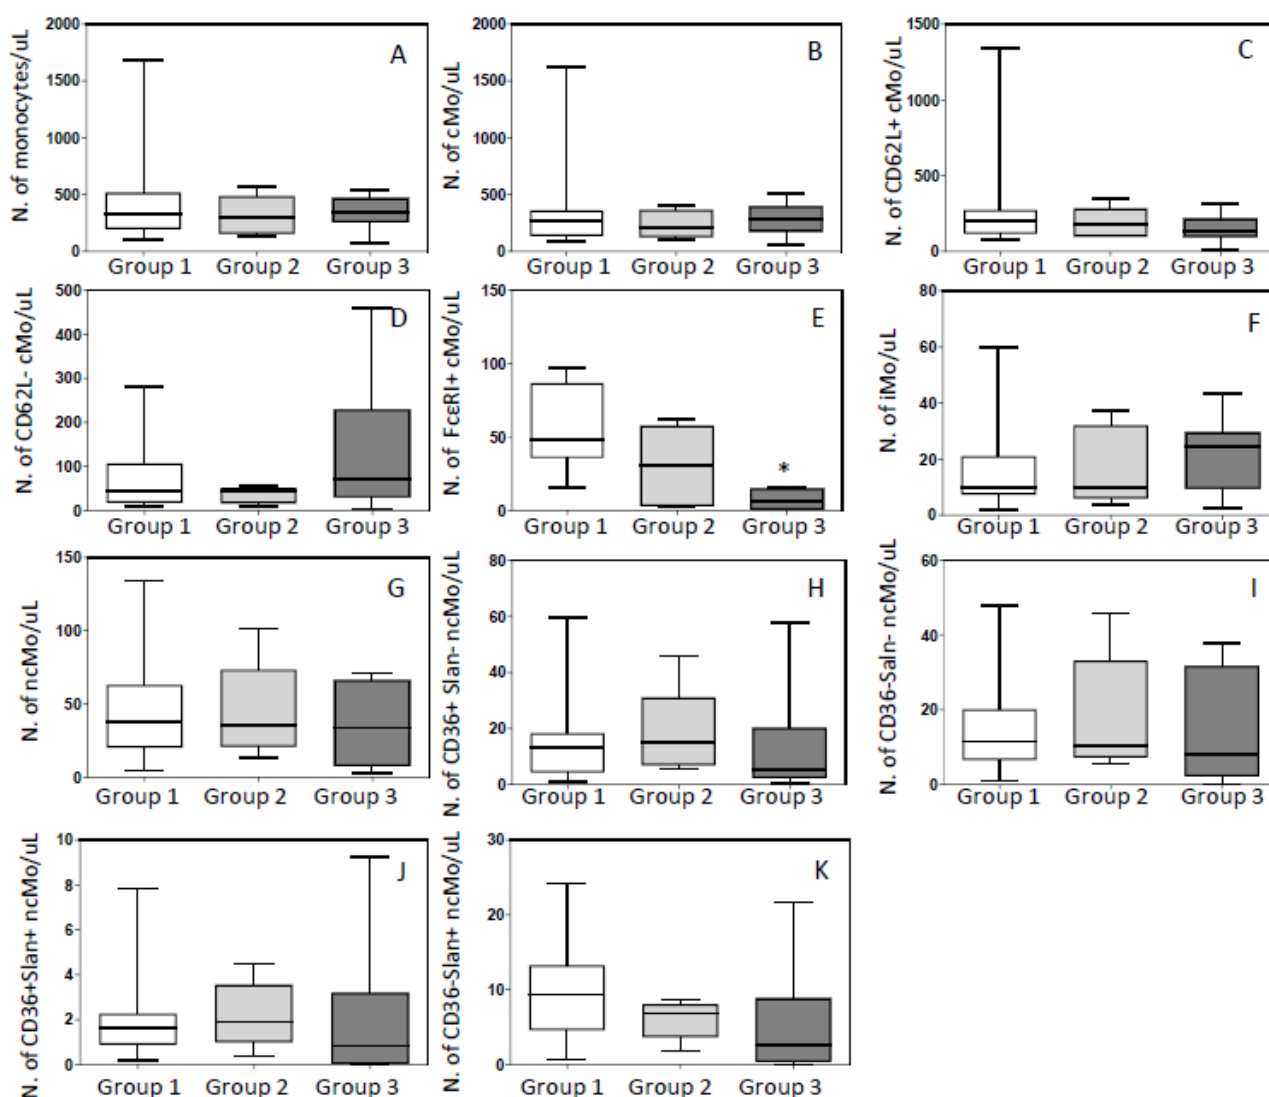 N. of monocytes/uL
2000
1500
1000
500
0
A
Group 1 Group 2 Group 3
N. of cMo/uL
2000
1500
1000
500
0
B
Group 1 Group 2 Group 3
N. of CD62L+ cMo/uL
1500
1000
500
0
C
Group 1 Group 2 Group 3
N. of CD62L- cMo/uL
500
400
300
200
100
0
D
Group 1 Group 2 Group 3
N. of FcεRI+ cMo/uL
150
100
50
0
E
*
Group 1 Group 2 Group 3
N. of iMo/uL
80
60
40
20
0
F
Group 1 Group 2 Group 3
N. of ncMo/uL
150
100
50
0
G
Group 1 Group 2 Group 3
N. of CD36+ Slan- ncMo/uL
80
60
40
20
0
H
Group 1 Group 2 Group 3
N. of CD36-Saln- ncMo/uL
60
40
20
0
I
Group 1 Group 2 Group 3
N. of CD36+Slan+ ncMo/uL
10
8
6
4
2
0
J
Group 1 Group 2 Group 3
N. of CD36-Slan+ ncMo/uL
30
20
10
0
K
Group 1 Group 2 Group 3